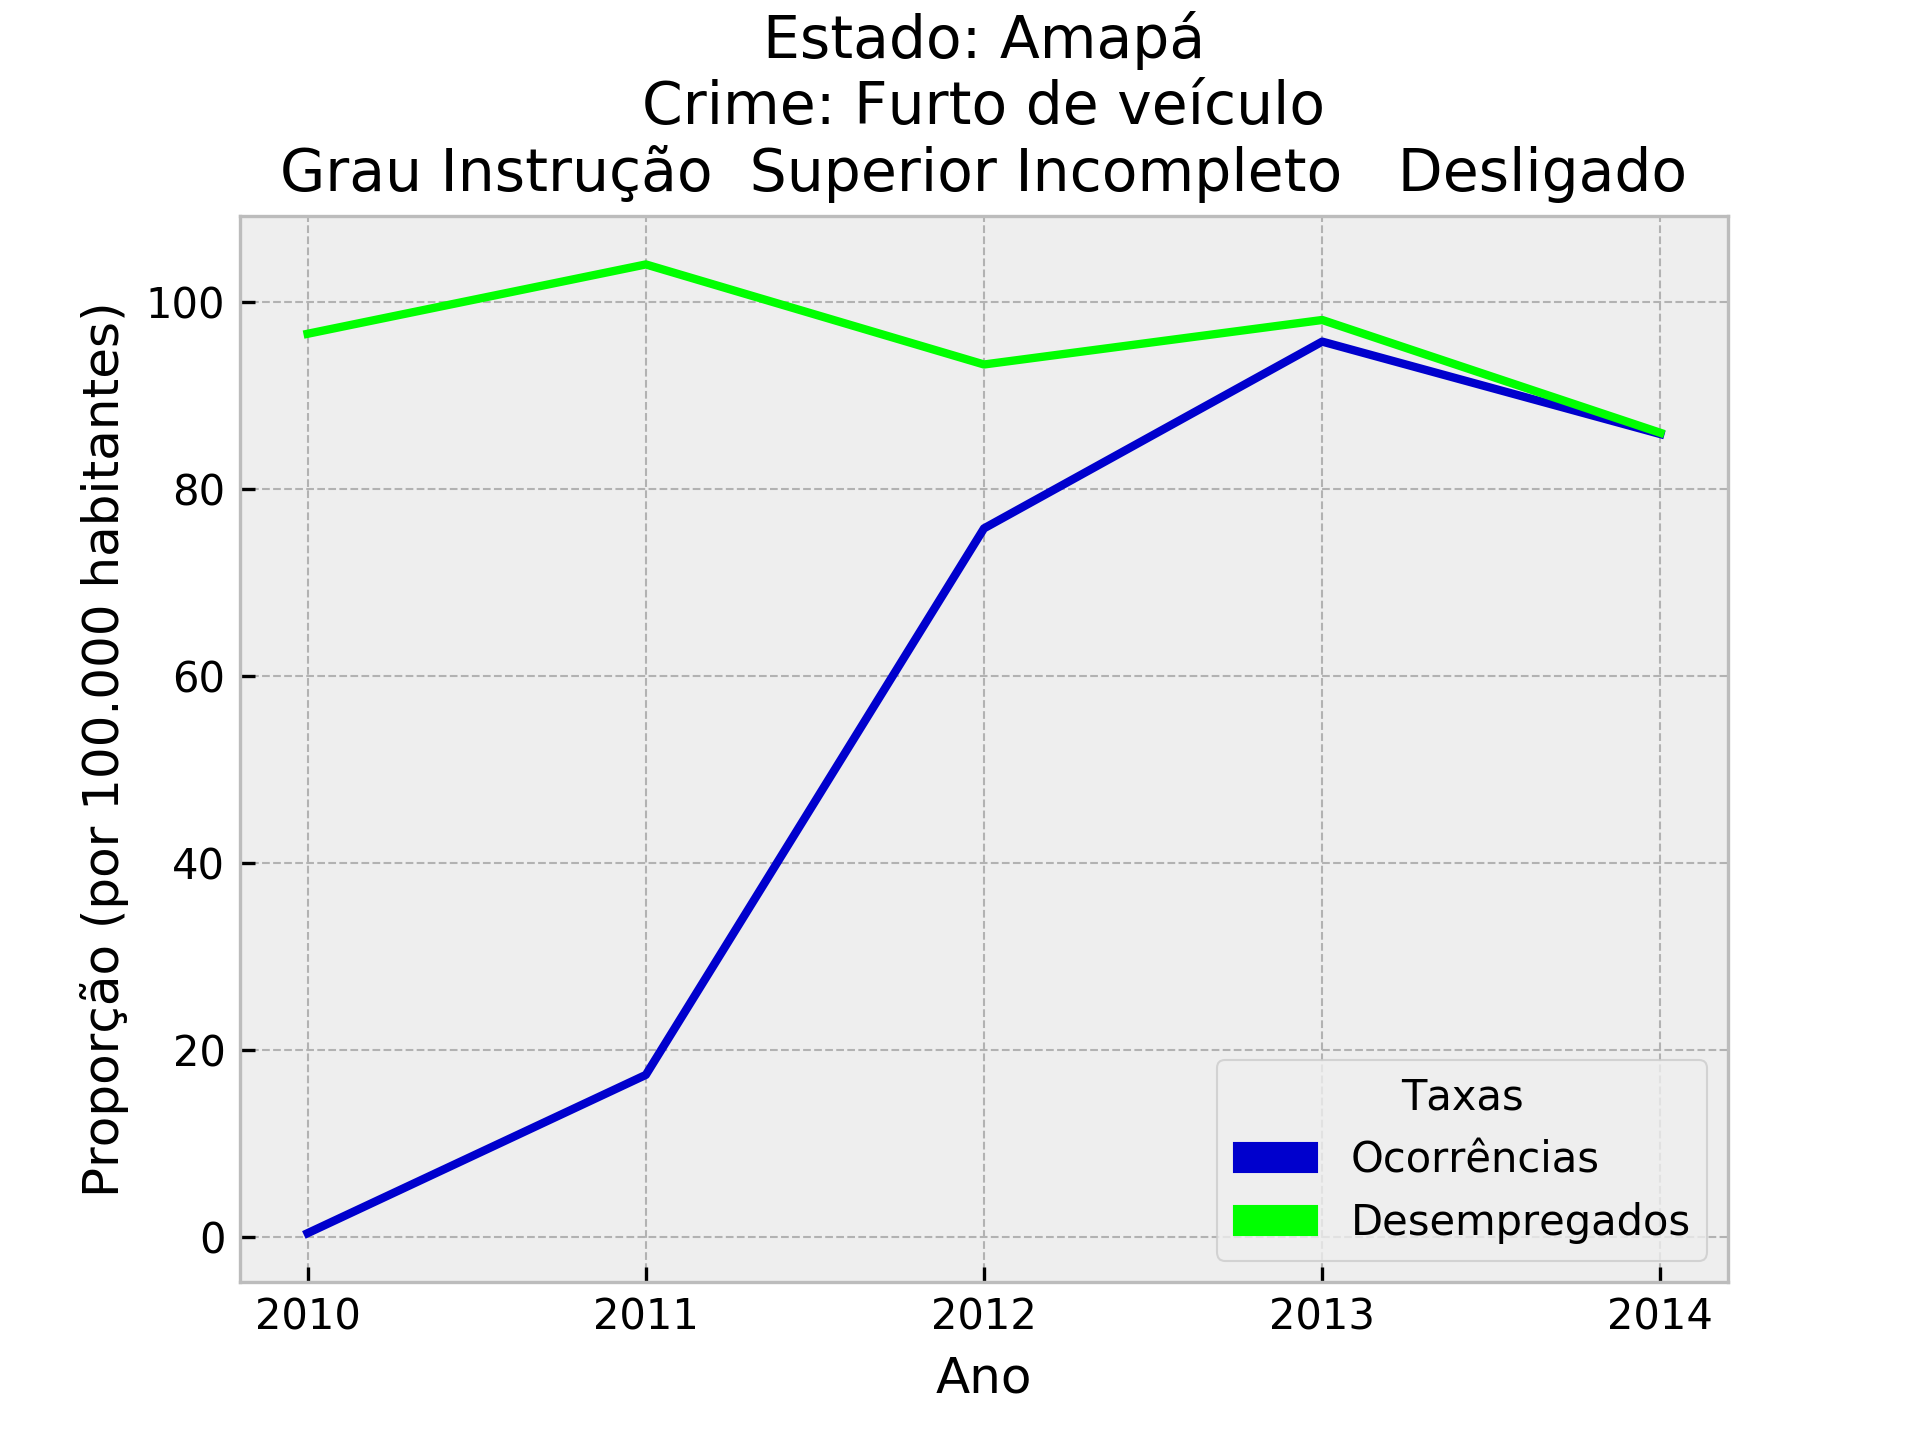 Estado: Amapá
Crime: Furto de veículo
Grau Instrução  Superior Incompleto   Desligado
Proporção (por 100.000 habitantes)
100
80
60
40
20
0
Taxas
Ocorrências
Desempregados
2010 2011 2012 2013 2014
Ano